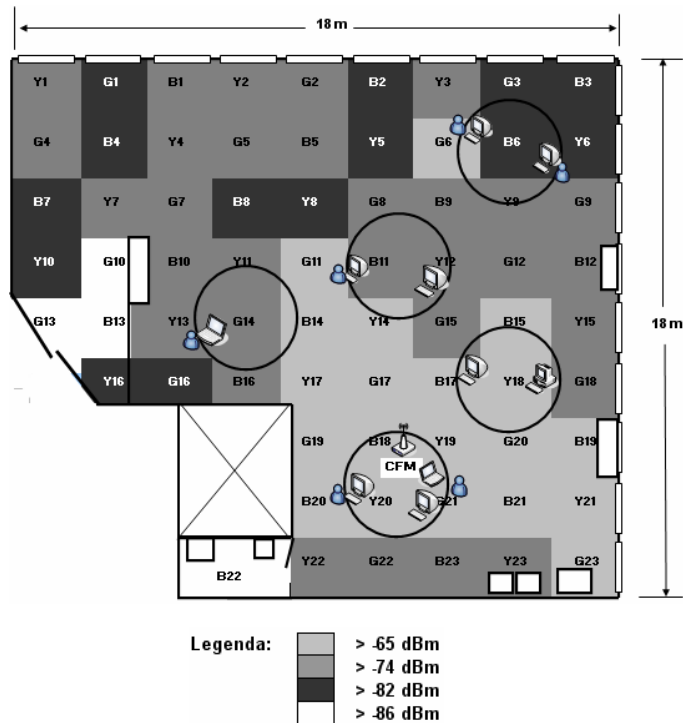 18 m
Y1 G1 B1 Y2 G2 B2 Y3 G3 B3
G4 B4 Y4 G5 B5 Y5 G6 B6 Y6
B7 Y7 G7 B8 Y8 G8 B9 Y9 G9
Y10 G10 B10 Y11 G11 B11 Y12 G12 B12
G13 B13 Y13 G14 B14 Y14 G15 B15 Y15
18 m
Y16 G16 B16 Y17 G17 B17 Y18 G18
G19 B18 Y19 G20 B19
CFM
B20 Y20 G21 B21 Y21
Y22 G22 B23 Y23 G23
B22
Legenda: > -65 dBm
> -74 dBm
> -82 dBm
> -86 dBm